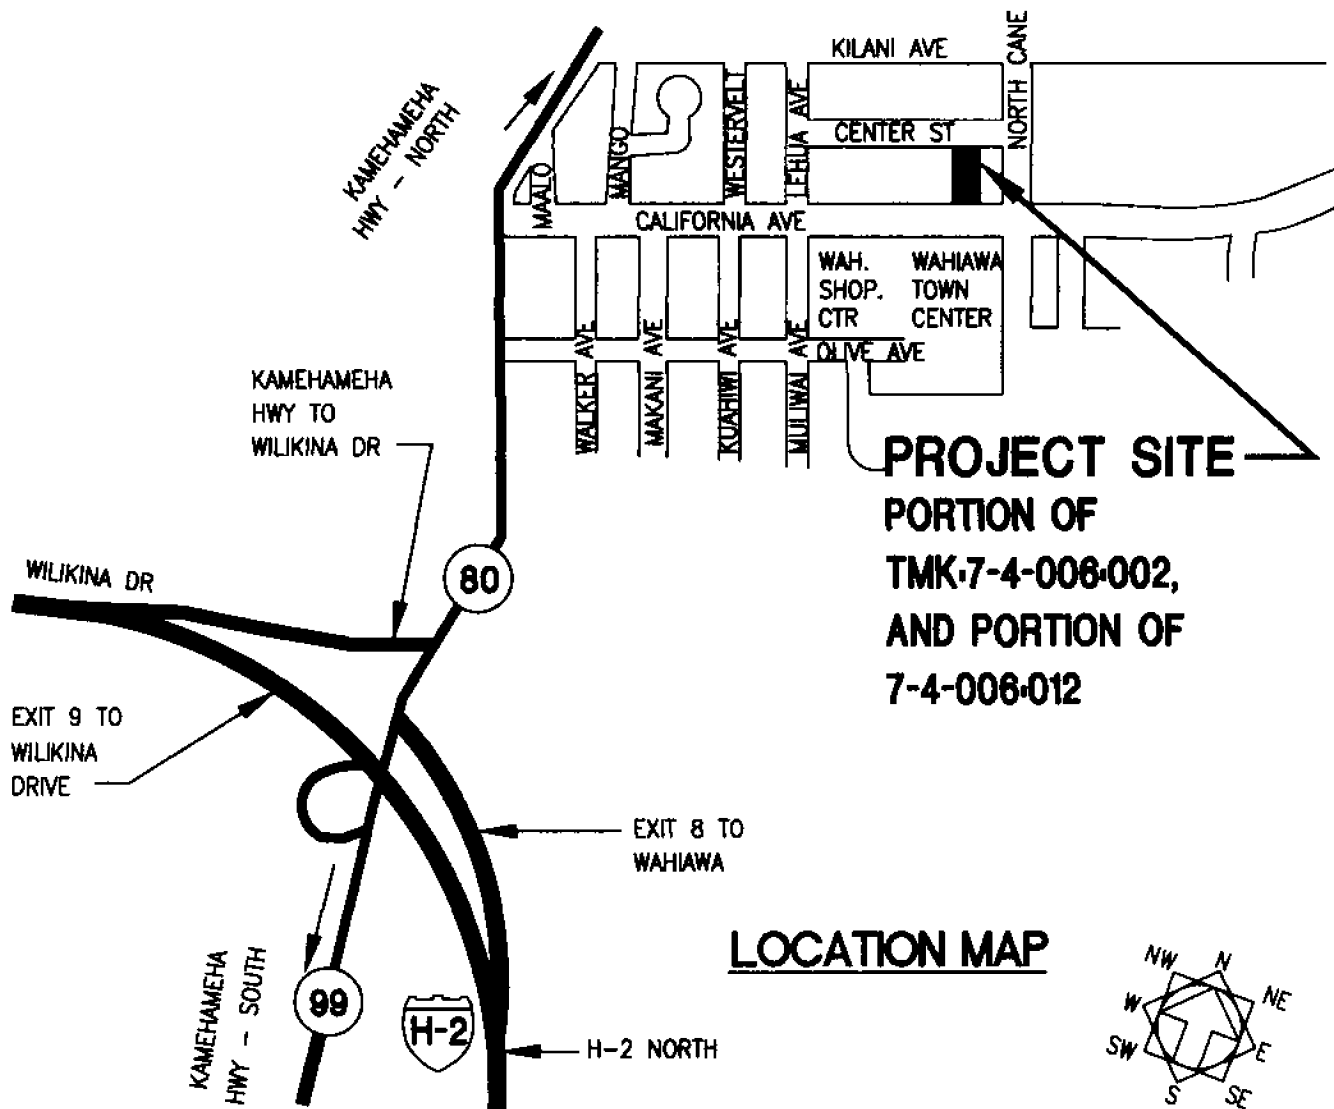 KILANI AVE
NORTH CANE
KAMEHAMEHA
HWY - NORTH
CENTER ST
MAALO
MANGO
WESTERVELT
LEHUA AVE
CALIFORNIA AVE
WAH.
SHOP.
CTR
WAHIAWA
TOWN
CENTER
OLIVE AVE
WALKER AVE
MAKANI AVE
KUAHIWI AVE
MULIWAI AVE
KAMEHAMEHA
HWY TO
WILIKINA DR
PROJECT SITE
PORTION OF
TMK:7-4-006:002,
AND PORTION OF
7-4-006:012
80
WILIKINA DR
EXIT 9 TO
WILIKINA
DRIVE
EXIT 8 TO
WAHIAWA
LOCATION MAP
KAMEHAMEHA
HWY - SOUTH
99
H-2
H-2 NORTH
NW
N
NE
W
E
SW
S
SE